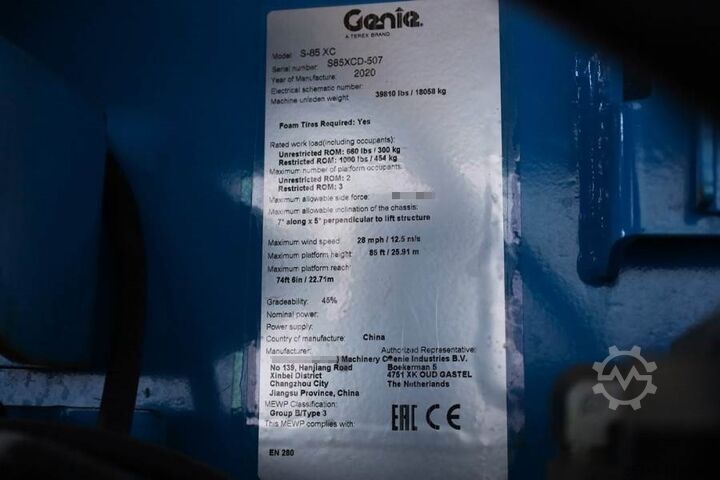 Genie.
A TEREX BRAND
Model: S-85 XC
Serial number: S85XCD-507
Year of Manufacture: 2020
Electrical schematic number:
Machine unladen weight: 39810 lbs / 18058 kg
Foam Tires Required: Yes
Rated work load(including occupants):
Unrestricted ROM: 660 lbs / 300 kg
Restricted ROM: 1000 lbs / 454 kg
Maximum number of platform occupants:
Unrestricted ROM: 2
Restricted ROM: 3
Maximum allowable side force:
Maximum allowable inclination of the chassis:
7° along x 5° perpendicular to lift structure
Maximum wind speed: 28 mph / 12.5 m/s
Maximum platform height: 85 ft / 25.91 m
Maximum platform reach:
74ft 6in / 22.71m
Gradeability: 45%
Nominal power:
Power supply:
Country of manufacture: China
Manufacturer: Authorized Representative:
) Machinery Genie Industries B.V.
No 139, Hanjiang Road Boekerman 5
Xinbei District 4751 XK OUD GASTEL
Changzhou City The Netherlands
Jiangsu Province, China
MEWP Classification:
Group B/Type 3
This MEWP complies with:
EAC CE
EN 280